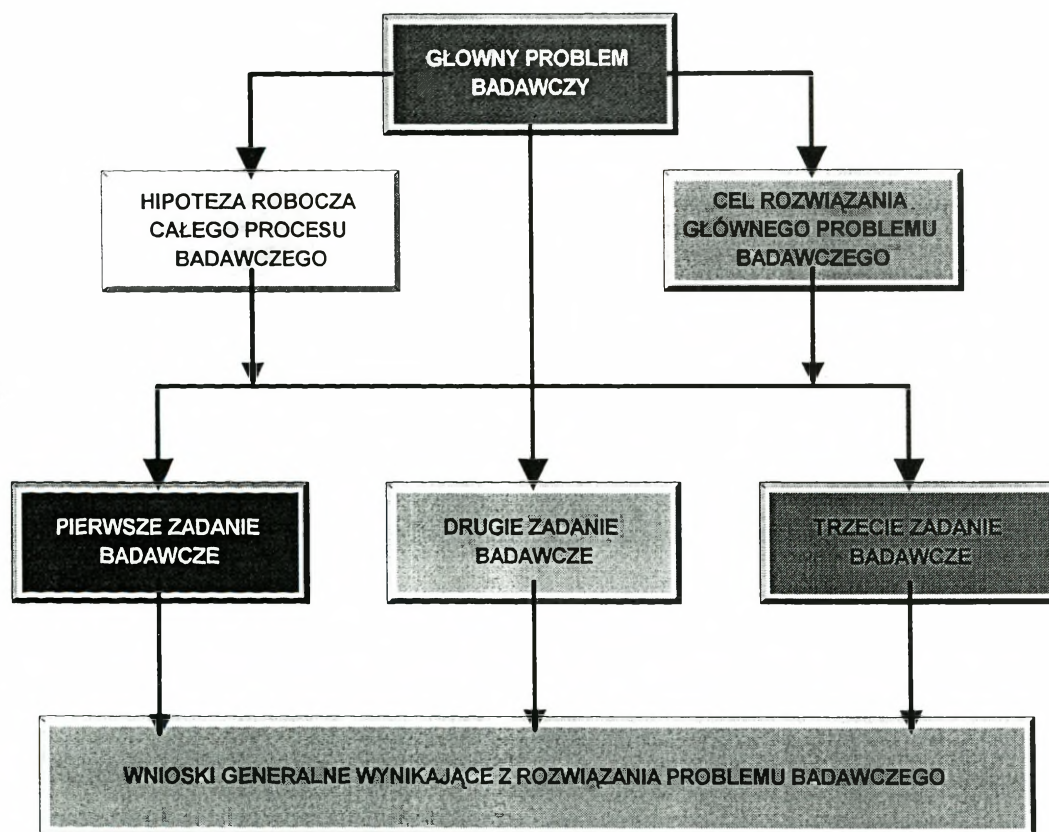 GŁOWNY PROBLEM
BADAWCZY
HIPOTEZA ROBOCZA
CAŁEGO PROCESU
BADAWCZEGO
CEL ROZWIĄZANIA
GŁÓWNEGO PROBLEMU
BADAWCZEGO
PIERWSZE ZADANIE
BADAWCZE
DRUGIE ZADANIE
BADAWCZE
TRZECIE ZADANIE
BADAWCZE
WNIOSKI GENERALNE WYNIKAJĄCE Z ROZWIĄZANIA PROBLEMU BADAWCZEGO